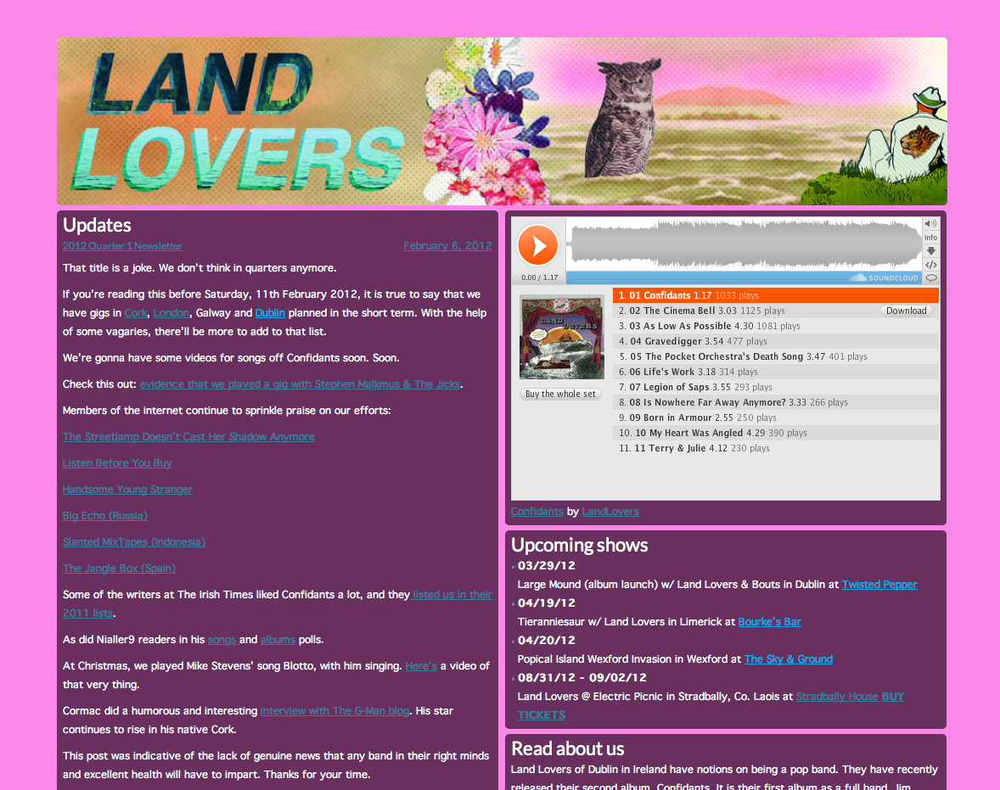 LAND
LOVERS
Updates
2012 Quarter 1 Newsletter February 6, 2012
That title is a joke. We don’t think in quarters anymore.
If you’re reading this before Saturday, 11th February 2012, it is true to say that we
have gigs in Cork, London, Galway and Dublin planned in the short term. With the help
of some vagaries, there’ll be more to add to that list.
We’re gonna have some videos for songs off Confidants soon. Soon.
Check this out: evidence that we played a gig with Stephen Malkmus & The Jicks.
Members of the internet continue to sprinkle praise on our efforts:
The Streetlamp Doesn’t Cast Her Shadow Anymore
Listen Before You Buy
Handsome Young Stranger
Big Echo (Russia)
Slanted MixTapes (Indonesia)
The Jangle Box (Spain)
Some of the writers at The Irish Times liked Confidants a lot, and they listed us in their
2011 lists.
As did Nialler9 readers in his songs and albums polls.
At Christmas, we played Mike Stevens’ song Blotto, with him singing. Here’s a video of
that very thing.
Cormac did a humorous and interesting interview with The G-Man blog. His star
continues to rise in his native Cork.
This post was indicative of the lack of genuine news that any band in their right minds
and excellent health will have to impart. Thanks for your time.
Info
0.00 / 1.17
SOUNDCLOUD
LAND LOVERS
Buy the whole set
1. 01 Confidants 1.17 1033 plays
2. 02 The Cinema Bell 3.03 1125 plays Download
3. 03 As Low As Possible 4.30 1081 plays
4. 04 Gravedigger 3.54 477 plays
5. 05 The Pocket Orchestra's Death Song 3.47 401 plays
6. 06 Life's Work 3.18 314 plays
7. 07 Legion of Saps 3.55 293 plays
8. 08 Is Nowhere Far Away Anymore? 3.33 266 plays
9. 09 Born in Armour 2.55 250 plays
10. 10 My Heart Was Angled 4.29 390 plays
11. 11 Terry & Julie 4.12 230 plays
Confidants by LandLovers
Upcoming shows
03/29/12
Large Mound (album launch) w/ Land Lovers & Bouts in Dublin at Twisted Pepper
04/19/12
Tieranniesaur w/ Land Lovers in Limerick at Bourke’s Bar
04/20/12
Popical Island Wexford Invasion in Wexford at The Sky & Ground
08/31/12 - 09/02/12
Land Lovers @ Electric Picnic in Stradbally, Co. Laois at Stradbally House BUY
TICKETS
Read about us
Land Lovers of Dublin in Ireland have notions on being a pop band. They have recently
released their second album, Confidants. It is their first album as a full band. Jim